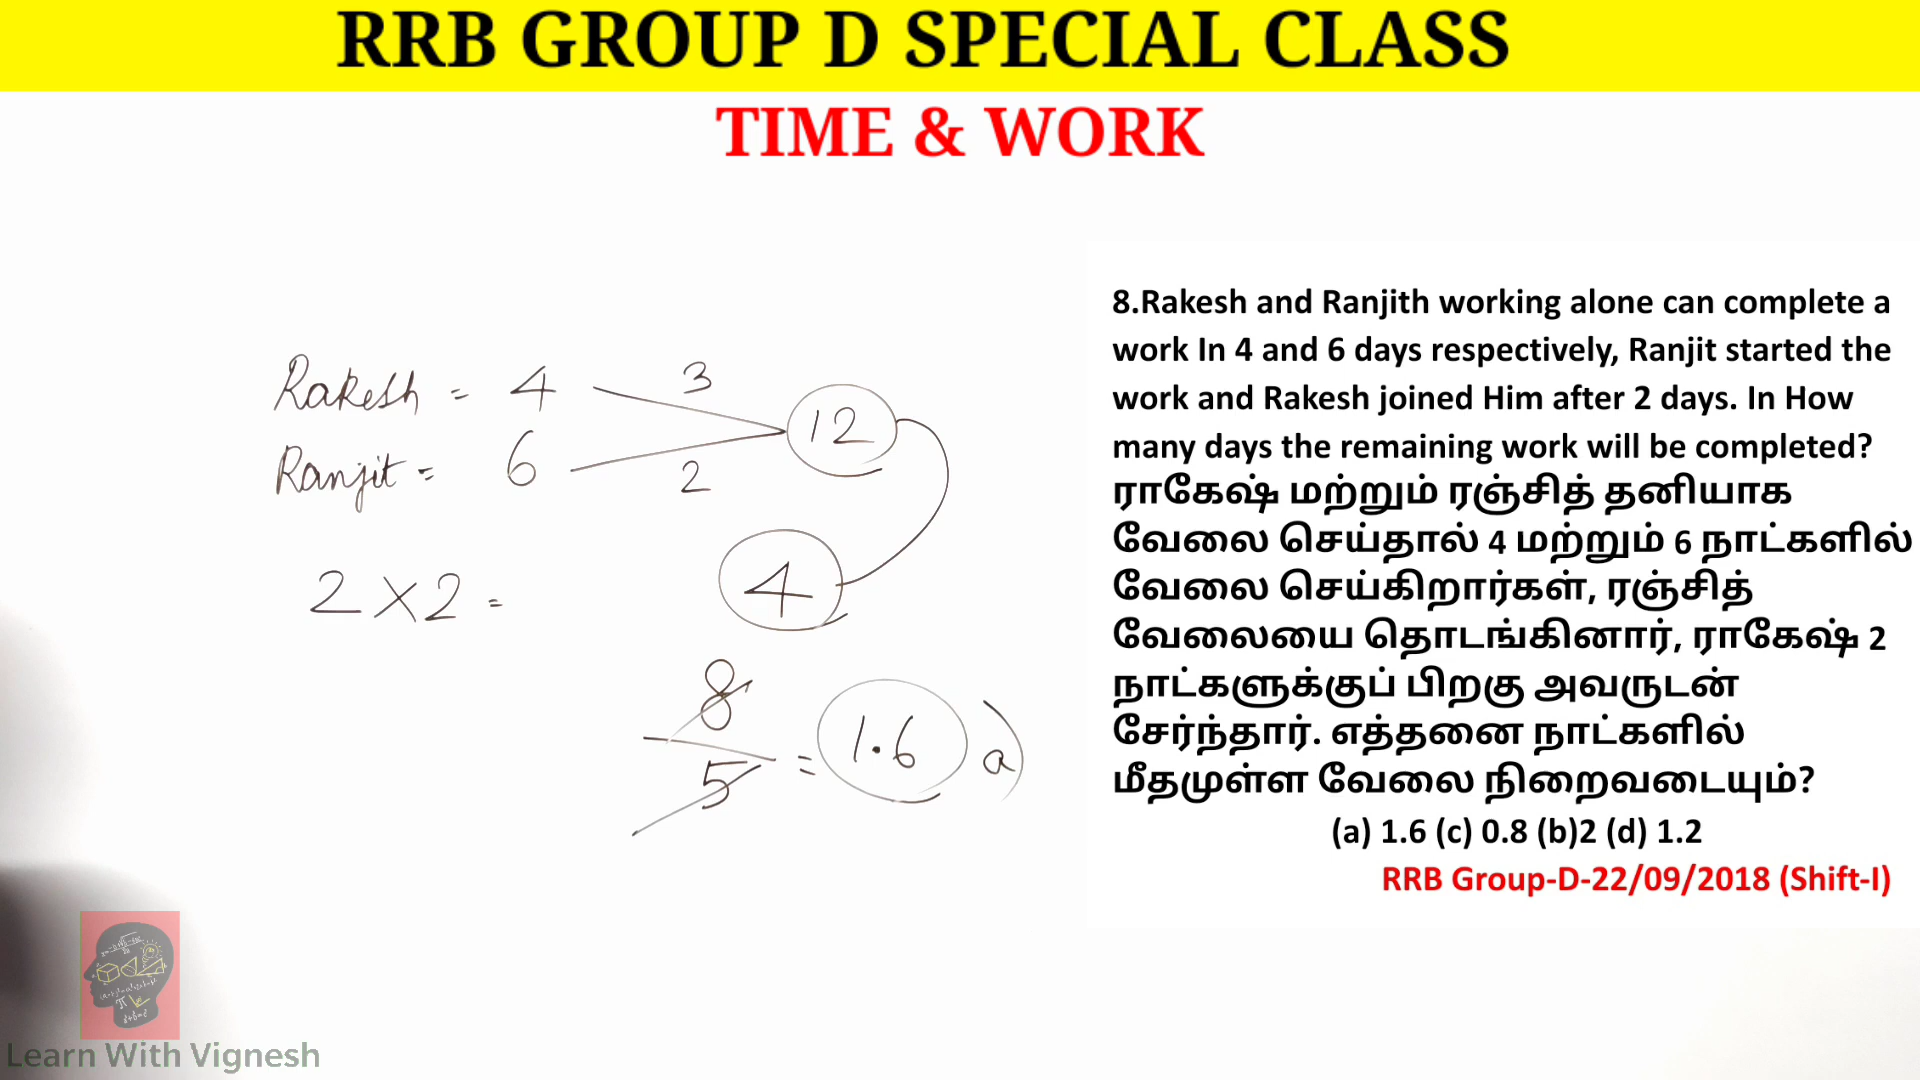 RRB GROUP D SPECIAL CLASS
TIME & WORK
Rakesh = 4 3 12
Ranjit = 6 2
2 × 2 = 4
8
5 = 1.6 a)
8.Rakesh and Ranjith working alone can complete a
work In 4 and 6 days respectively, Ranjit started the
work and Rakesh joined Him after 2 days. In How
many days the remaining work will be completed?
ராகேஷ் மற்றும் ரஞ்சித் தனியாக
வேலை செய்தால் 4 மற்றும் 6 நாட்களில்
வேலை செய்கிறார்கள், ரஞ்சித்
வேலையை தொடங்கினார், ராகேஷ் 2
நாட்களுக்குப் பிறகு அவருடன்
சேர்ந்தார். எத்தனை நாட்களில்
மீதமுள்ள வேலை நிறைவடையும்?
(a) 1.6 (c) 0.8 (b)2 (d) 1.2
RRB Group-D-22/09/2018 (Shift-I)
Learn With Vignesh